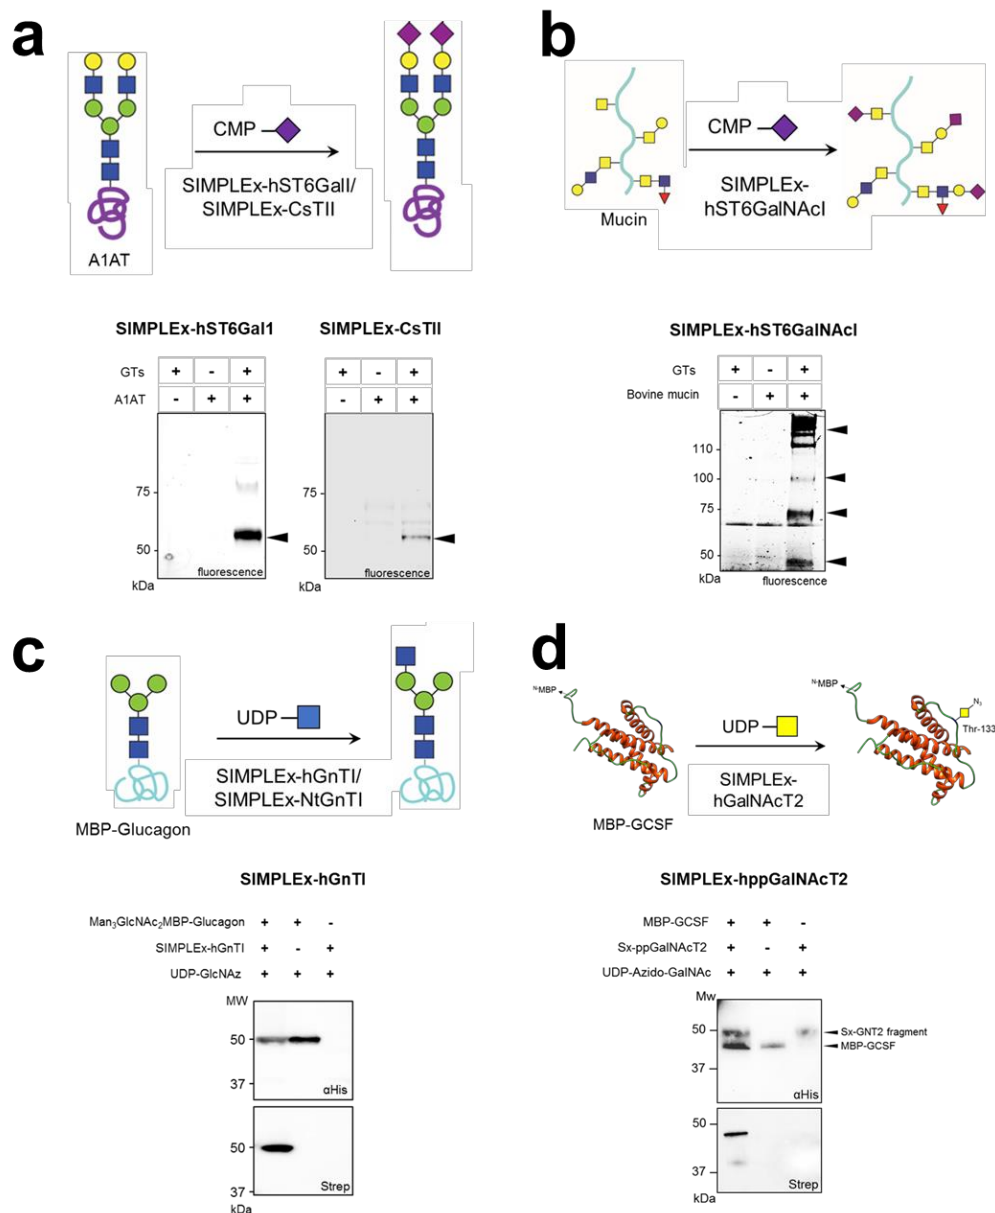 a
CMP
SIMPLEx-hST6GalI/
SIMPLEx-CsTII
A1AT
b
CMP
SIMPLEx-
hST6GalNAcI
Mucin
SIMPLEx-hST6Gal1
GTs + - +
A1AT - + +
75
50
kDa
fluorescence
SIMPLEx-CsTII
+ - +
- + +
75
50
kDa
fluorescence
SIMPLEx-hST6GalNAcI
GTs + - +
Bovine mucin - + +
110
100
75
50
kDa
fluorescence
c
UDP
SIMPLEx-hGnTI/
SIMPLEx-NtGnTI
MBP-Glucagon
d
N-MBP
UDP
SIMPLEx-
hGalNAcT2
MBP-GCSF
N-MBP
N₃
Thr-133
SIMPLEx-hGnTI
Man₃GlcNAc₂MBP-Glucagon + + -
SIMPLEx-hGnTI + - +
UDP-GlcNAz + + +
MW
50
37
αHis
50
37
Strep
kDa
SIMPLEx-hppGalNAcT2
MBP-GCSF + + -
Sx-ppGalNAcT2 + - +
UDP-Azido-GalNAc + + +
Mw
50
Sx-GNT2 fragment
MBP-GCSF
37
αHis
50
37
Strep
kDa